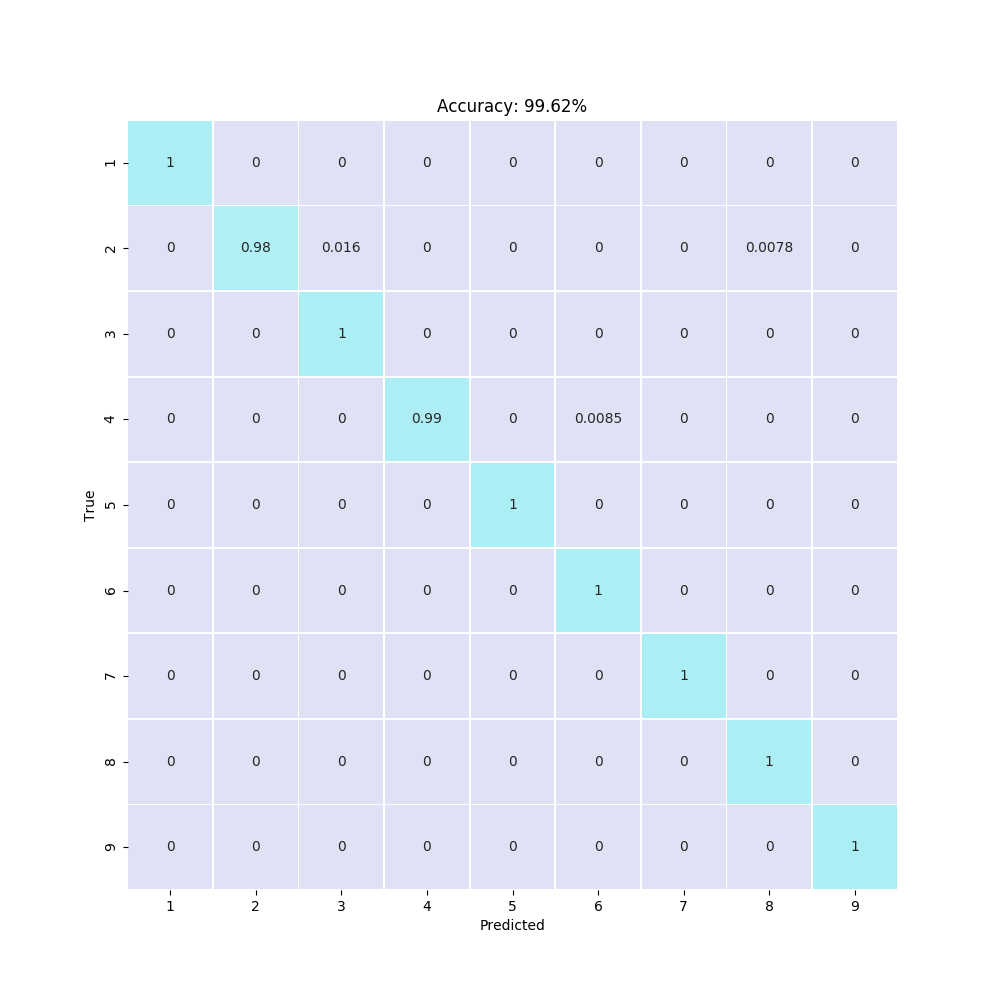 Accuracy: 99.62%
1 1 0 0 0 0 0 0 0 0
2 0 0.98 0.016 0 0 0 0 0.0078 0
3 0 0 1 0 0 0 0 0 0
4 0 0 0 0.99 0 0.0085 0 0 0
True
5 0 0 0 0 1 0 0 0 0
6 0 0 0 0 0 1 0 0 0
7 0 0 0 0 0 0 1 0 0
8 0 0 0 0 0 0 0 1 0
9 0 0 0 0 0 0 0 0 1
1 2 3 4 5 6 7 8 9
Predicted